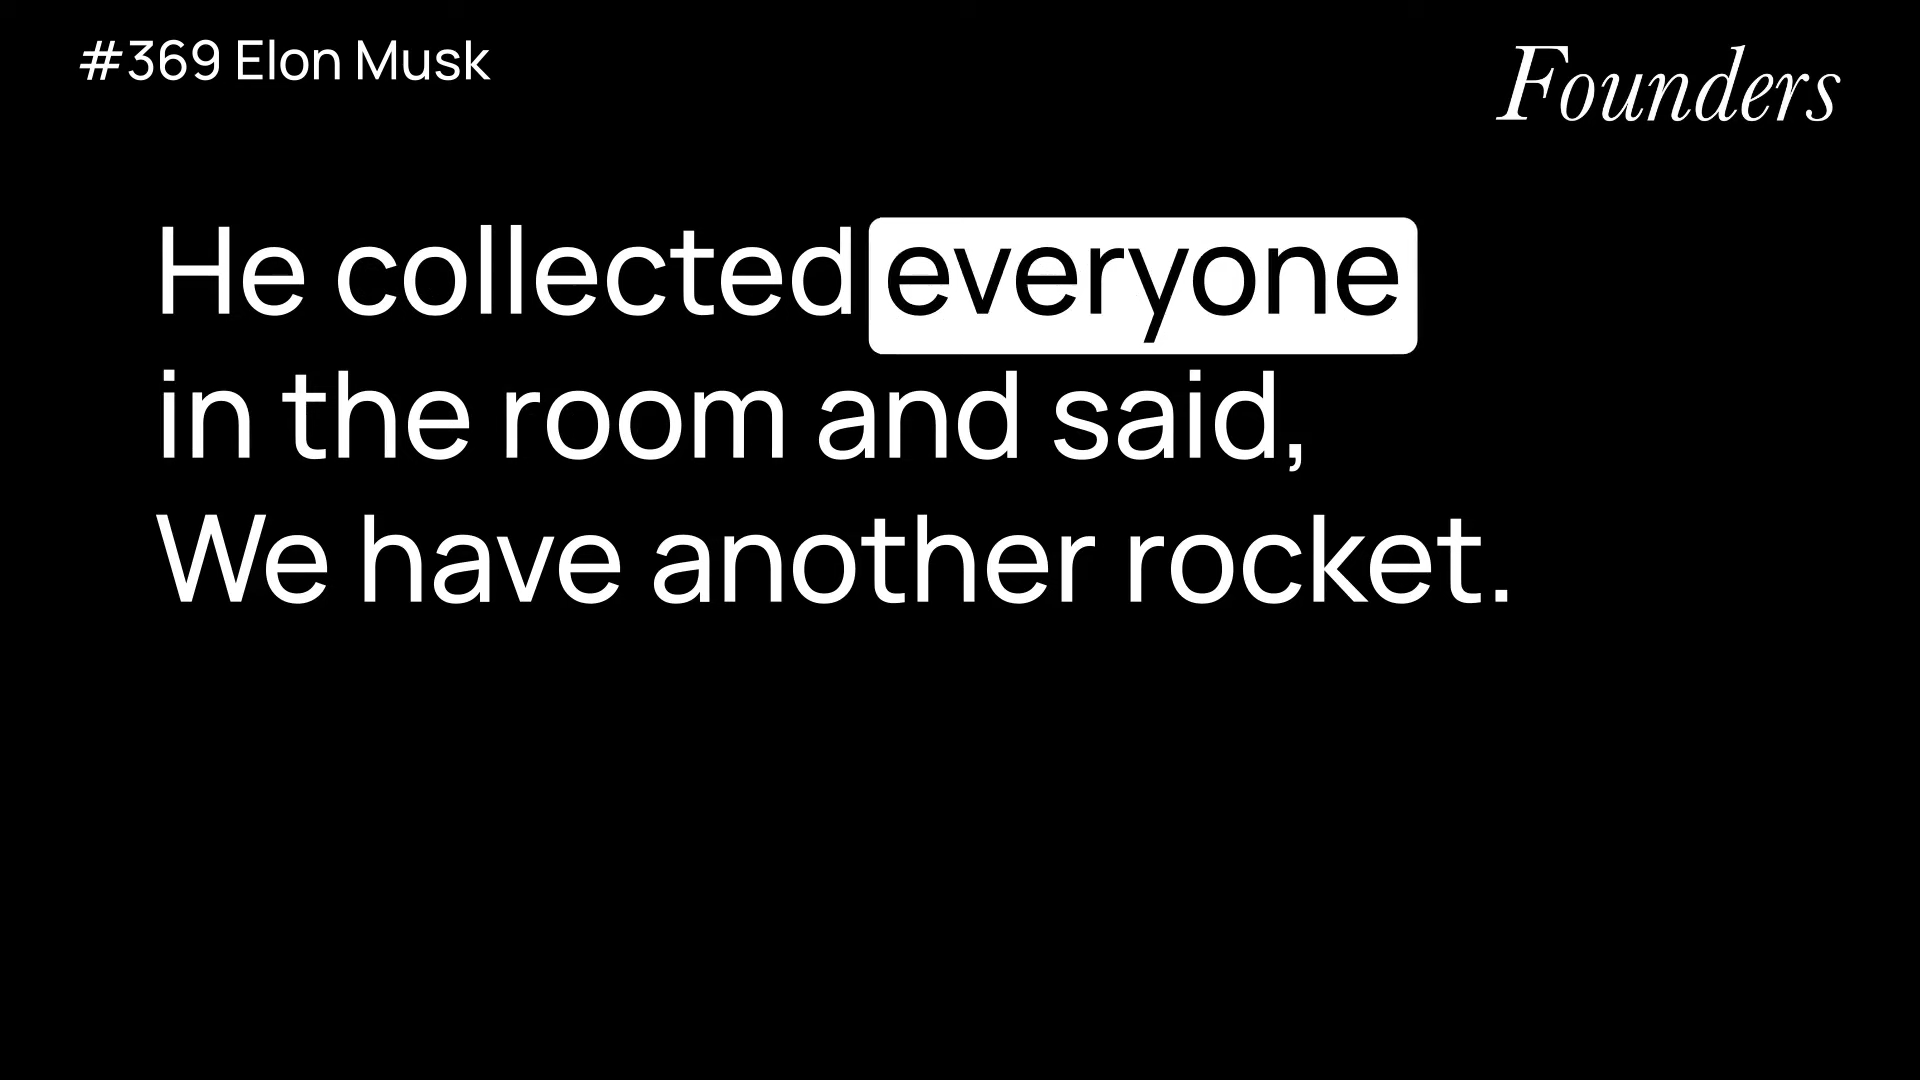 #369 Elon Musk
Founders
He collected everyone
in the room and said,
We have another rocket.